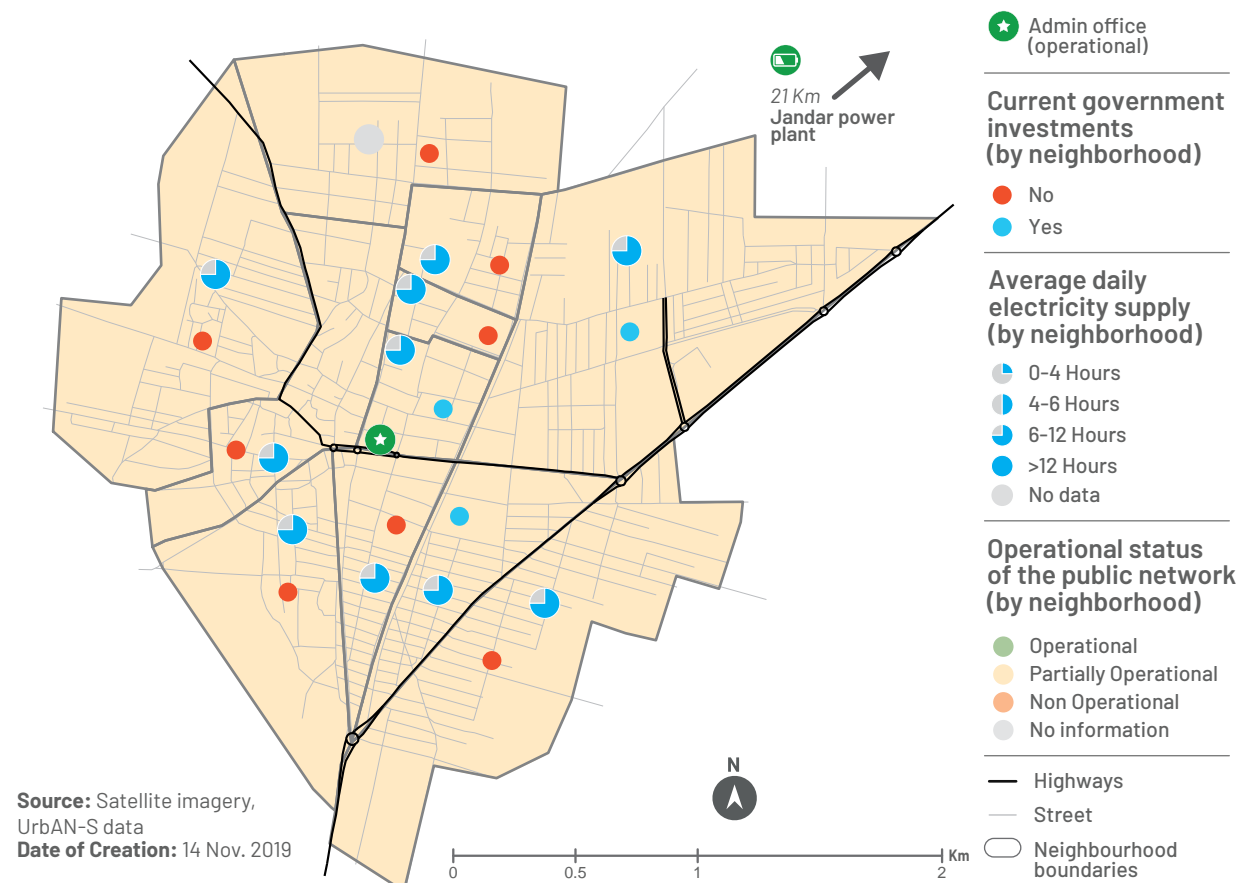 21 Km
Jandar power
plant
Admin office
(operational)
Current government
investments
(by neighborhood)
No
Yes
Average daily
electricity supply
(by neighborhood)
0-4 Hours
4-6 Hours
6-12 Hours
>12 Hours
No data
Operational status
of the public network
(by neighborhood)
Operational
Partially Operational
Non Operational
No information
Highways
Street
Neighbourhood
boundaries
N
Source: Satellite imagery,
UrbAN-S data
Date of Creation: 14 Nov. 2019
Km
0 0.5 1 2